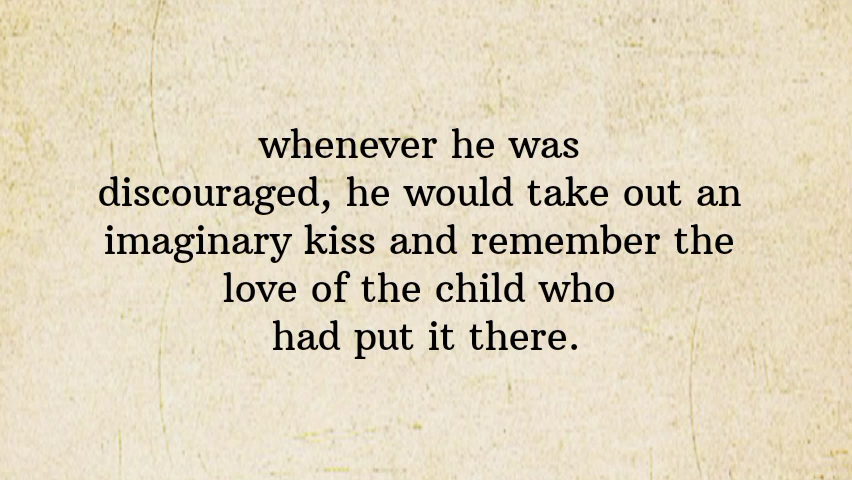 whenever he was
discouraged, he would take out an
imaginary kiss and remember the
love of the child who
had put it there.